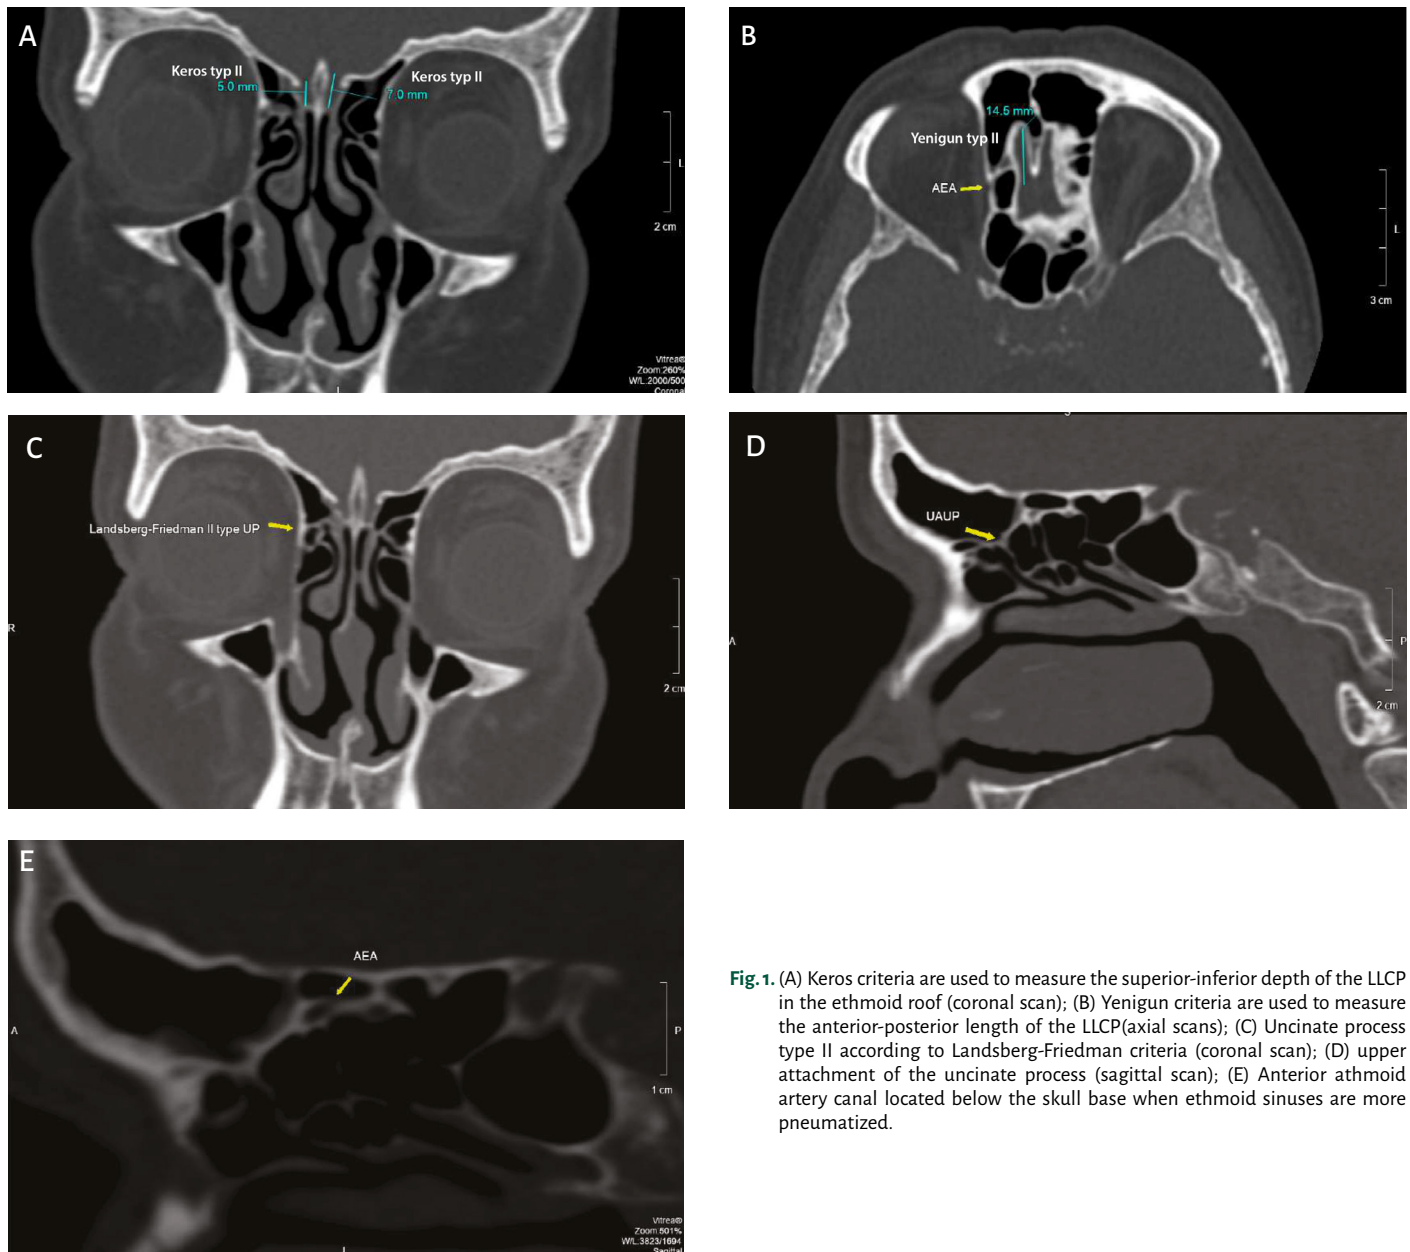 A
Keros typ II
5.0 mm
Keros typ II
7.0 mm
L
2 cm
Vitrea®
Zoom:260%
W/L:2000/500
Corona
B
14.5 mm
Yenigun typ II
AEA
L
3 cm
C
Landsberg-Friedman II type UP
R
2 cm
D
UAUP
A
P
2 cm
E
AEA
A
P
1 cm
Vitrea®
Zoom 501%
W/L:3823/1694
Sagittal
Fig. 1. (A) Keros criteria are used to measure the superior-inferior depth of the LLCP
in the ethmoid roof (coronal scan); (B) Yenigun criteria are used to measure
the anterior-posterior length of the LLCP(axial scans); (C) Uncinate process
type II according to Landsberg-Friedman criteria (coronal scan); (D) upper
attachment of the uncinate process (sagittal scan); (E) Anterior athmoid
artery canal located below the skull base when ethmoid sinuses are more
pneumatized.